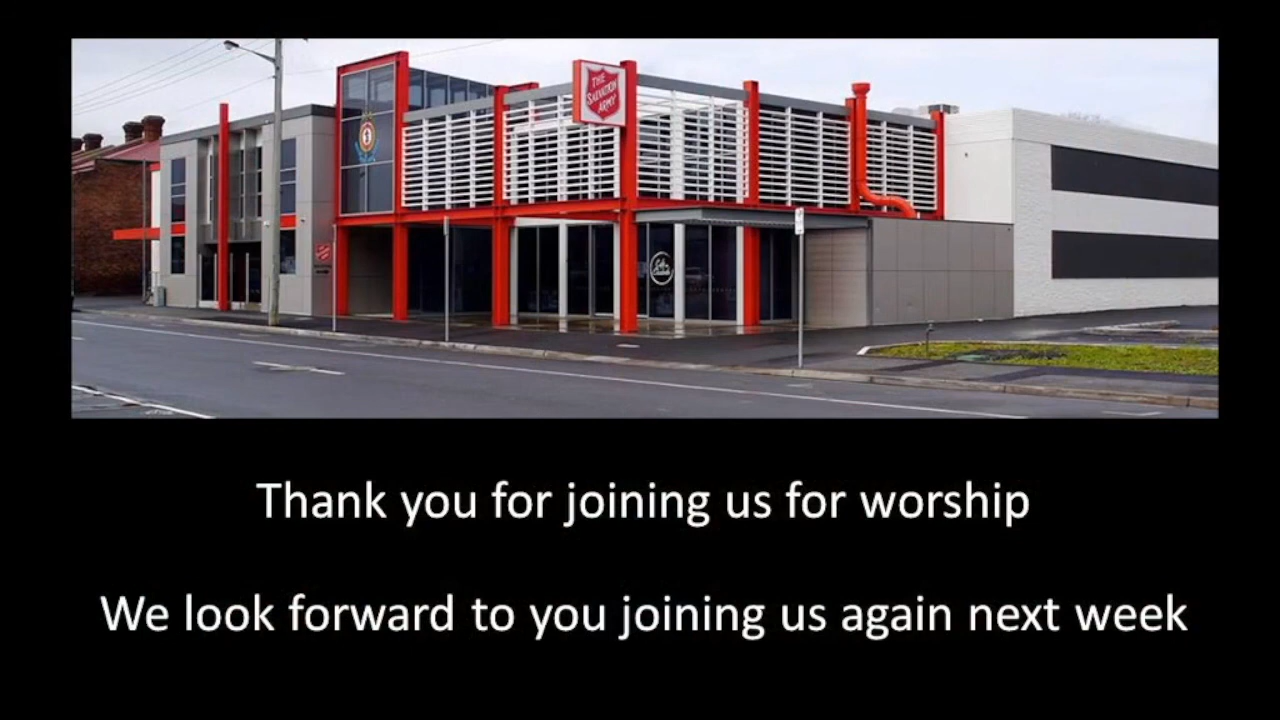 THE
SALVATION
ARMY
Thank you for joining us for worship
We look forward to you joining us again next week